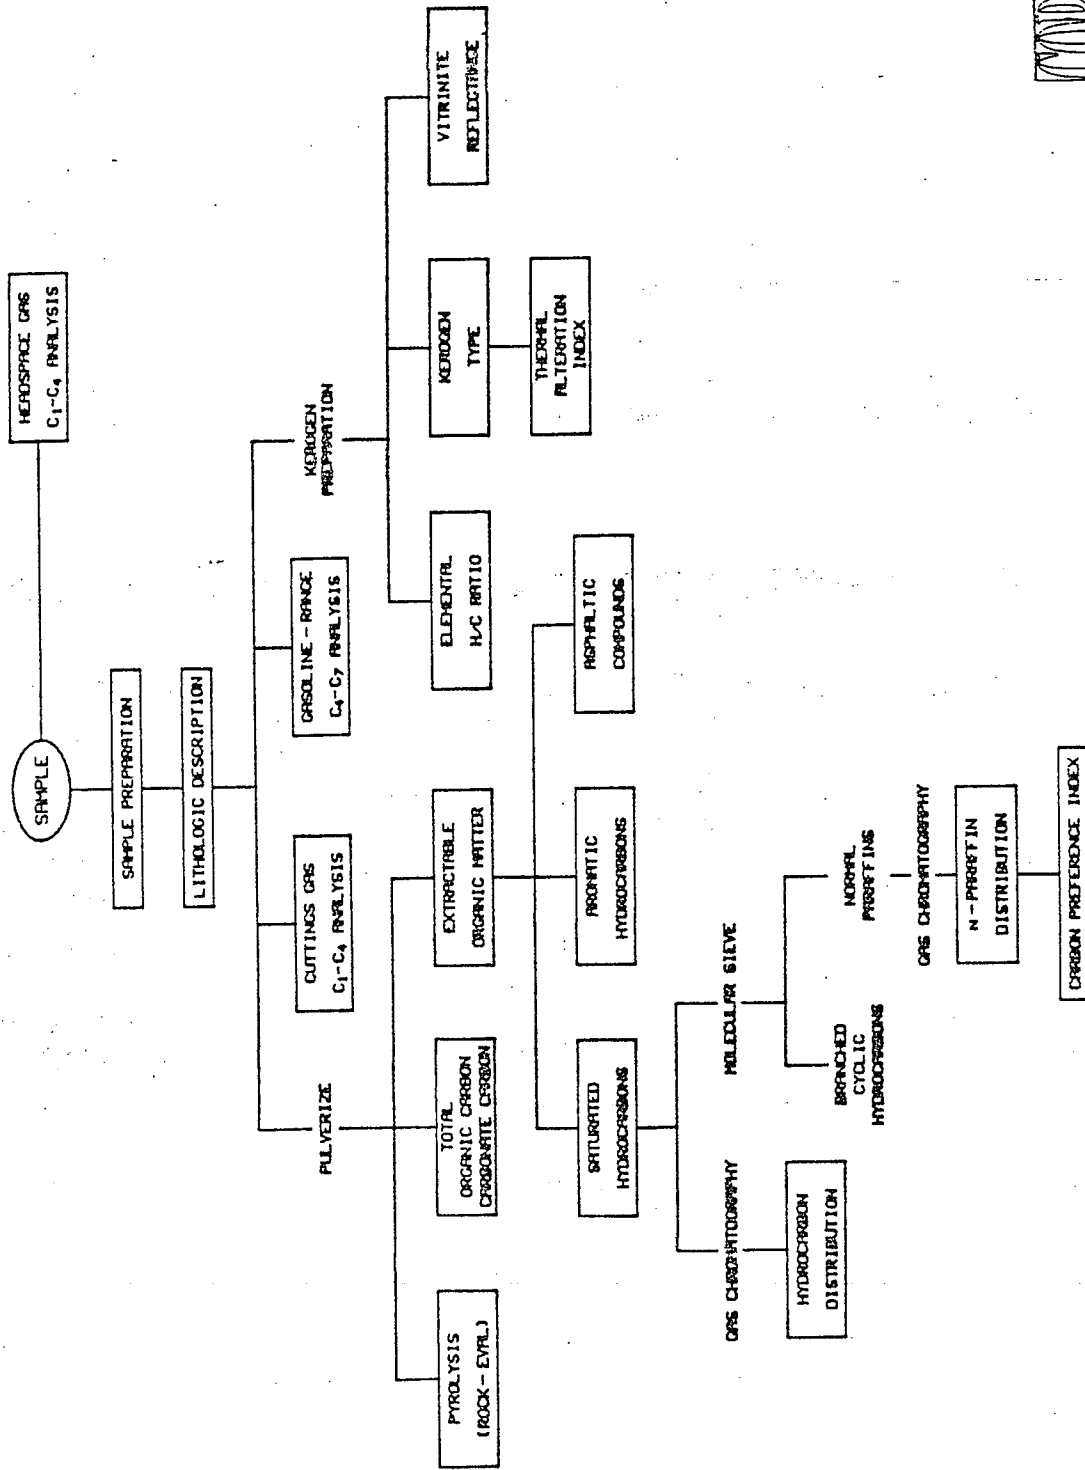 SAMPLE
HEADSPACE GAS
C₁-C₄ ANALYSIS
SAMPLE PREPARATION
LITHOLOGIC DESCRIPTION
PULVERIZE
CUTTINGS GAS
C₁-C₄ ANALYSIS
GASOLINE-RANGE
C₄-C₇ ANALYSIS
KEROGEN
PREPARATION
PYROLYSIS
(ROCK-EVAL)
TOTAL
ORGANIC CARBON
CARBONATE CARBON
EXTRACTABLE
ORGANIC MATTER
ELEMENTAL
H/C RATIO
KEROGEN
TYPE
VITRINITE
REFLECTANCE
THERMAL
ALTERATION
INDEX
SATURATED
HYDROCARBONS
AROMATIC
HYDROCARBONS
ASPHALTIC
COMPOUNDS
GAS CHROMATOGRAPHY
MOLECULAR SIEVE
HYDROCARBON
DISTRIBUTION
BRANCHED
CYCLIC
HYDROCARBONS
NORMAL
PARAFFINS
GAS CHROMATOGRAPHY
N-PARAFFIN
DISTRIBUTION
CARBON PREFERENCE INDEX